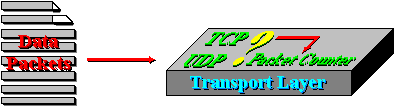 Data
Packets
TCP ?
UDP
Packet Counter
Transport Layer